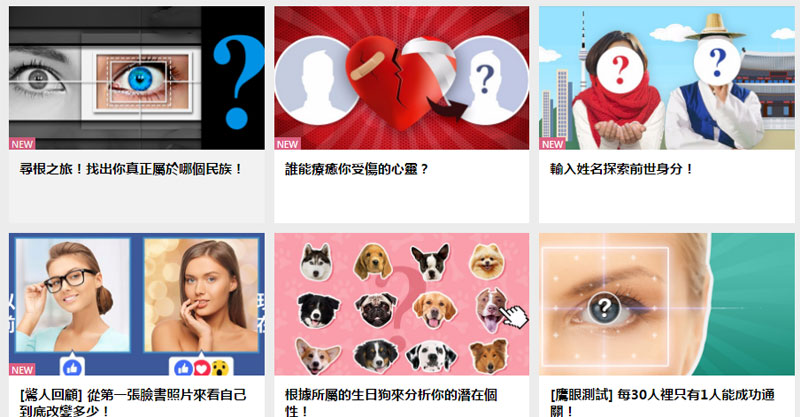 ?
NEW
尋根之旅！找出你真正屬於哪個民族！
?
NEW
誰能療癒你受傷的心靈？
? ?
NEW
輸入姓名探索前世身分！
以前 現在
NEW
[驚人回顧] 從第一張臉書照片來看自己
到底改變多少！
?
根據所屬的生日狗來分析你的潛在個
性！
?
[鷹眼測試] 每30人裡只有1人能成功通
關！